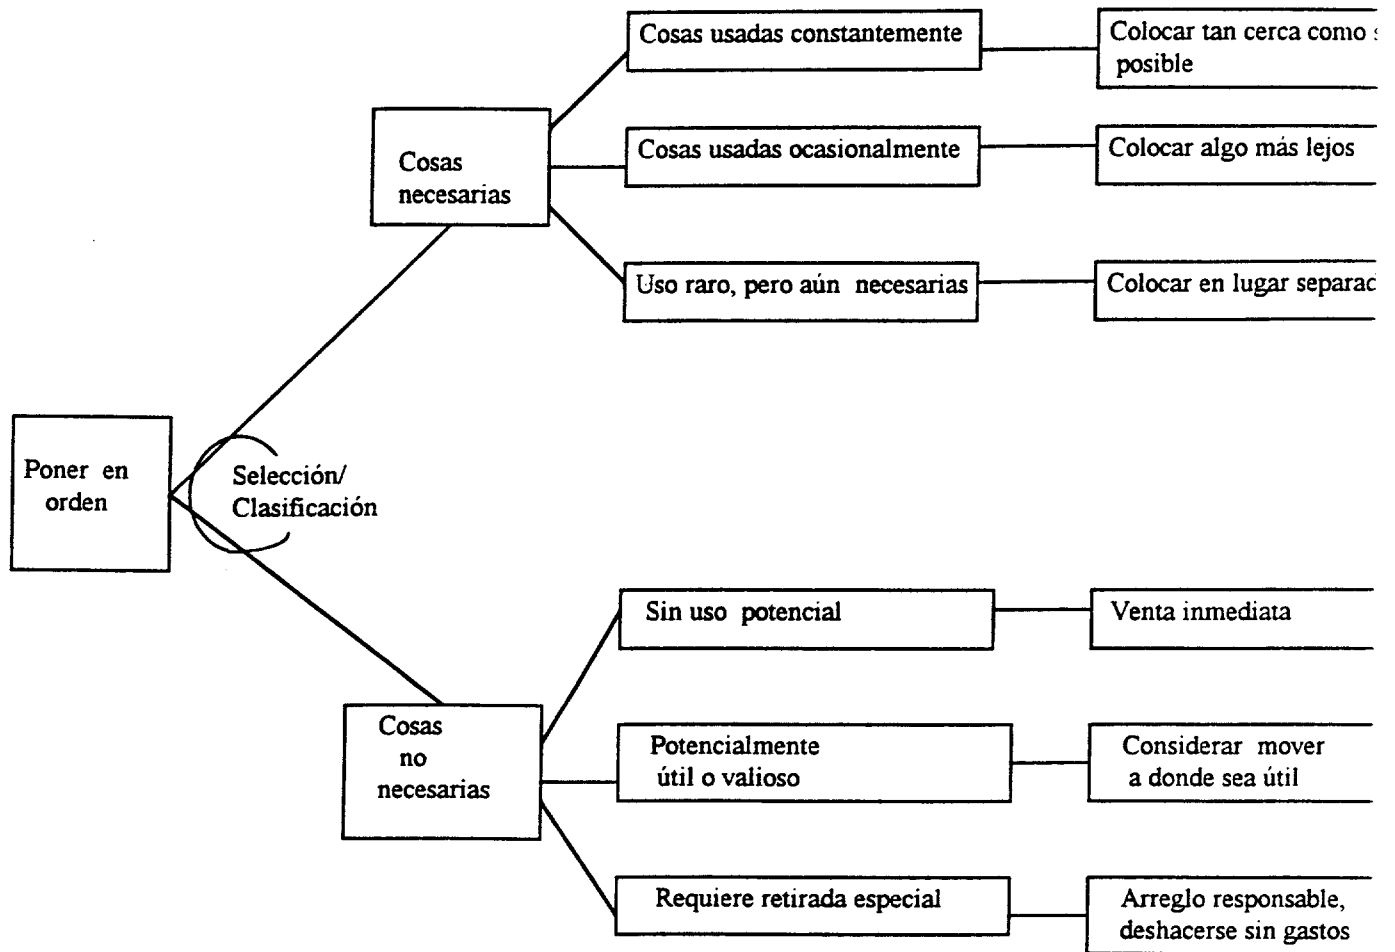 Cosas usadas constantemente
Colocar tan cerca como
posible
Cosas
necesarias
Cosas usadas ocasionalmente
Colocar algo más lejos
Uso raro, pero aún necesarias
Colocar en lugar
Poner en
orden
Selección/
Clasificación
Sin uso potencial
Venta inmediata
Cosas
no
necesarias
Potencialmente
útil o valioso
Considerar mover
a donde sea útil
Requiere retirada especial
Arreglo responsable,
deshacerse sin gastos